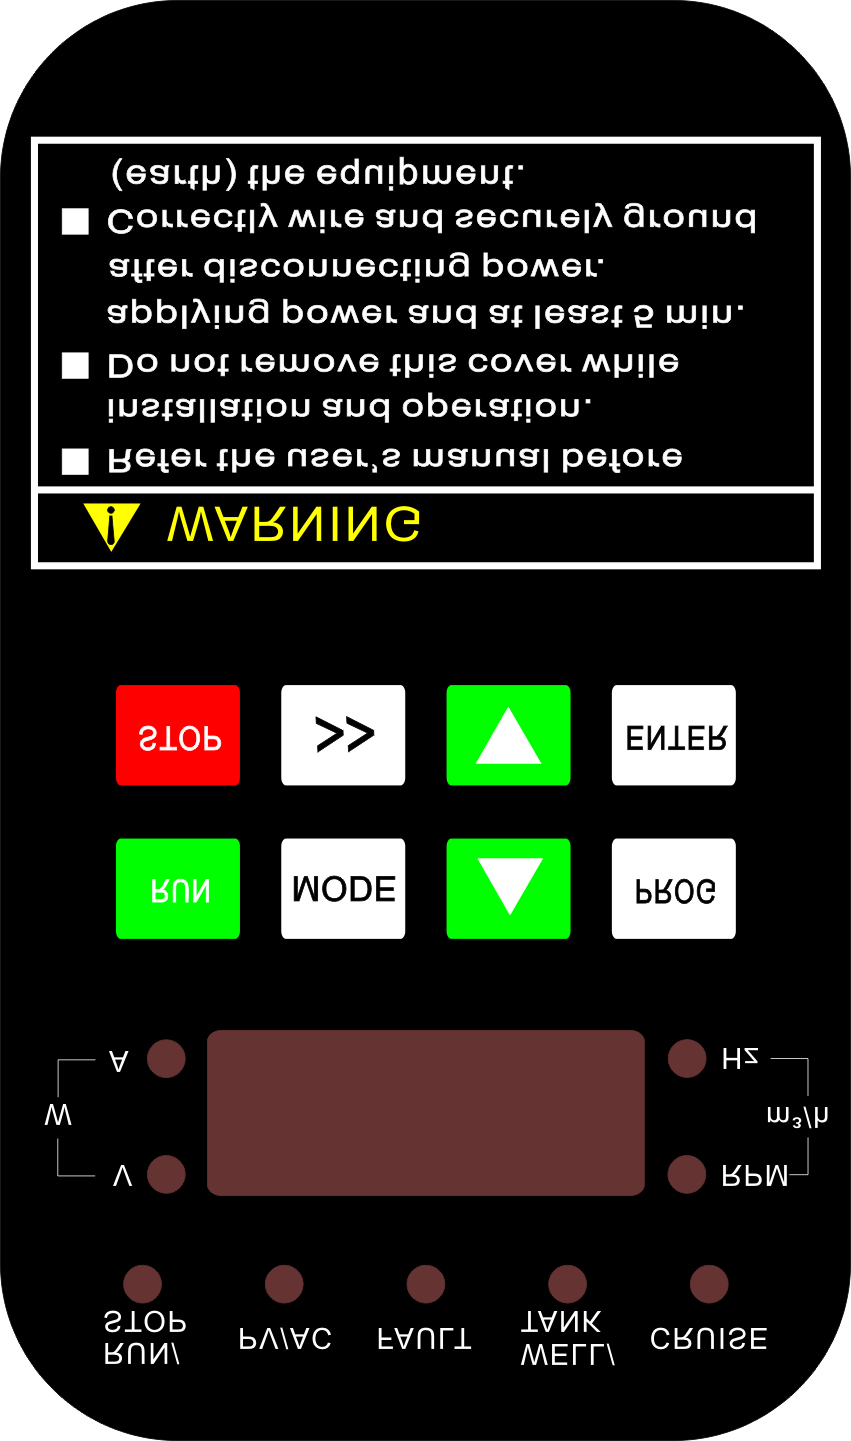 RUN/
STOP
PV/AC
FAULT
WELL/
TANK
CRUISE
V
RPM
W
m³/h
A
Hz
RUN
MODE
PROG
STOP
>>
ENTER
WARNING
Refer the user's manual before
installation and operation.
Do not remove this cover while
applying power and at least 5 min.
after disconnecting power.
Correctly wire and securely ground
(earth) the equipment.